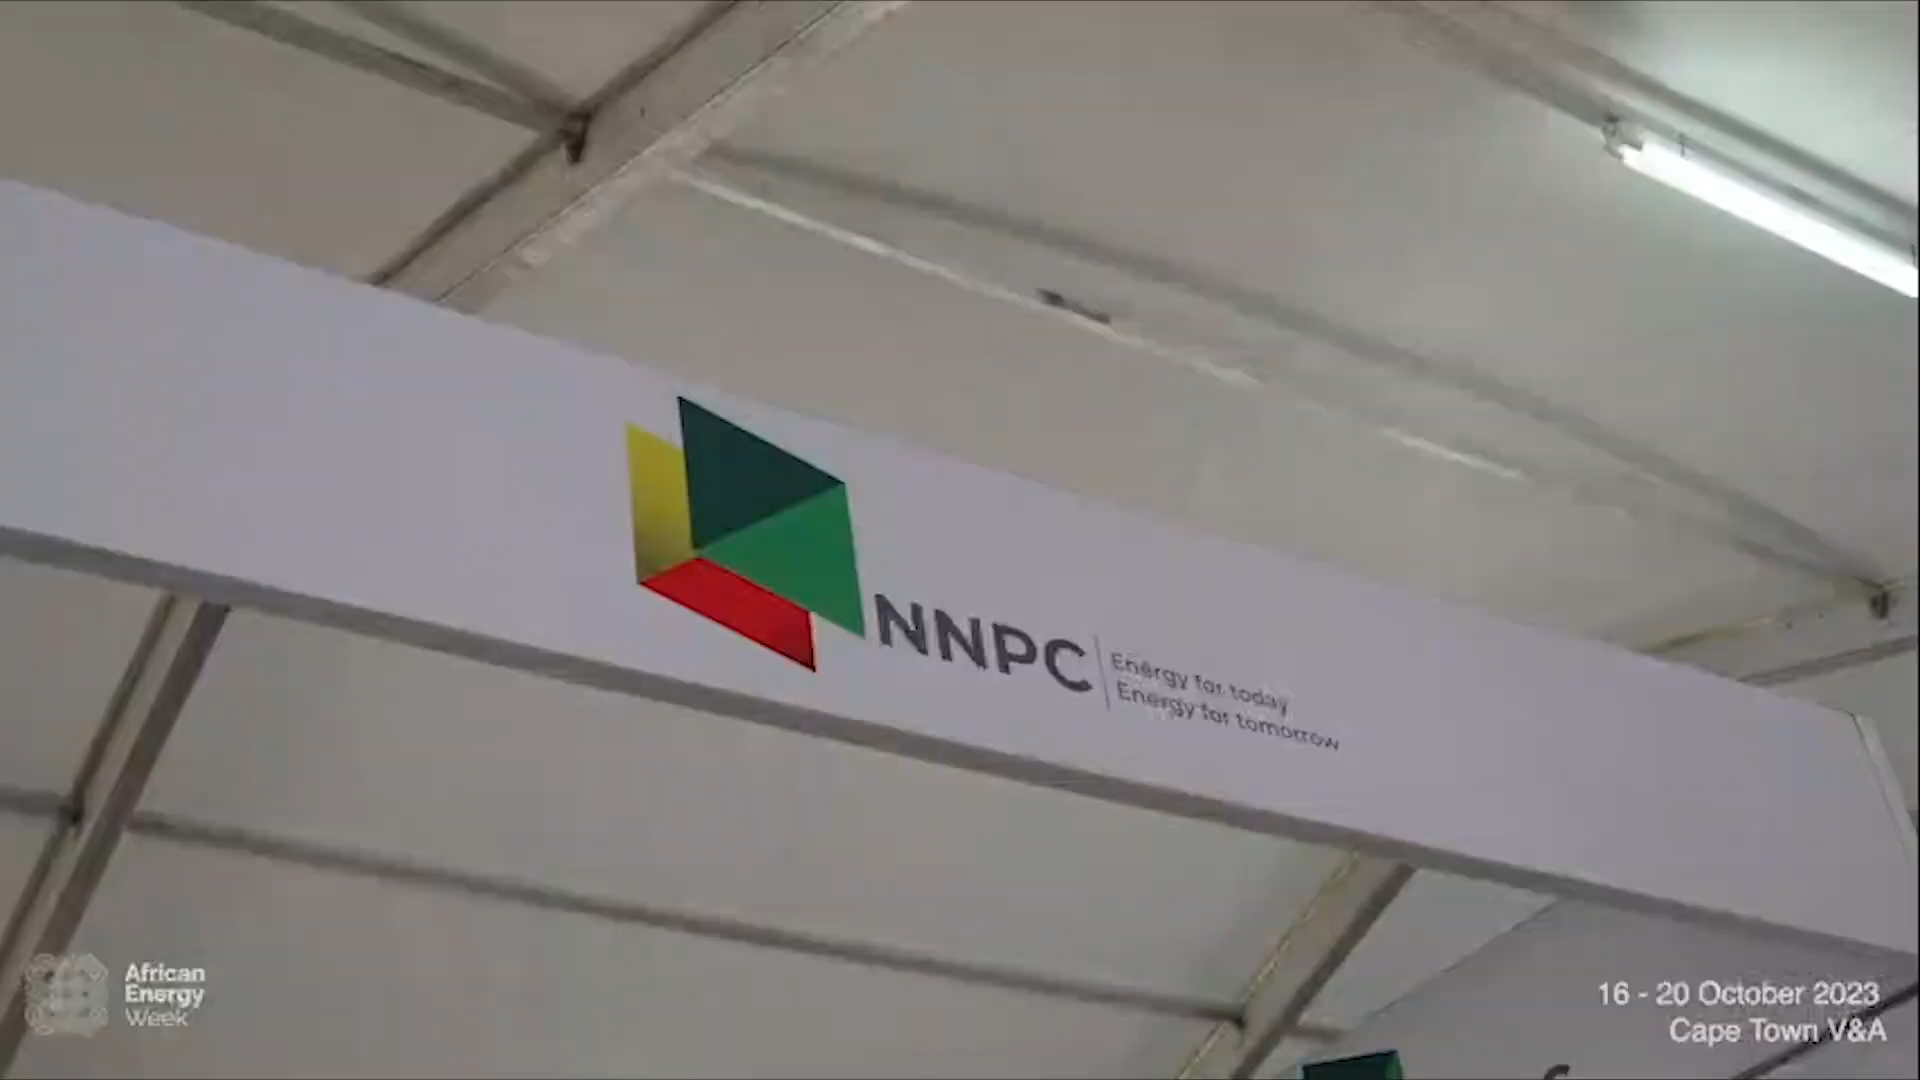 NNPC
Energy for today
Energy for tomorrow
African
Energy
Week
16 - 20 October 2023
Cape Town V&A